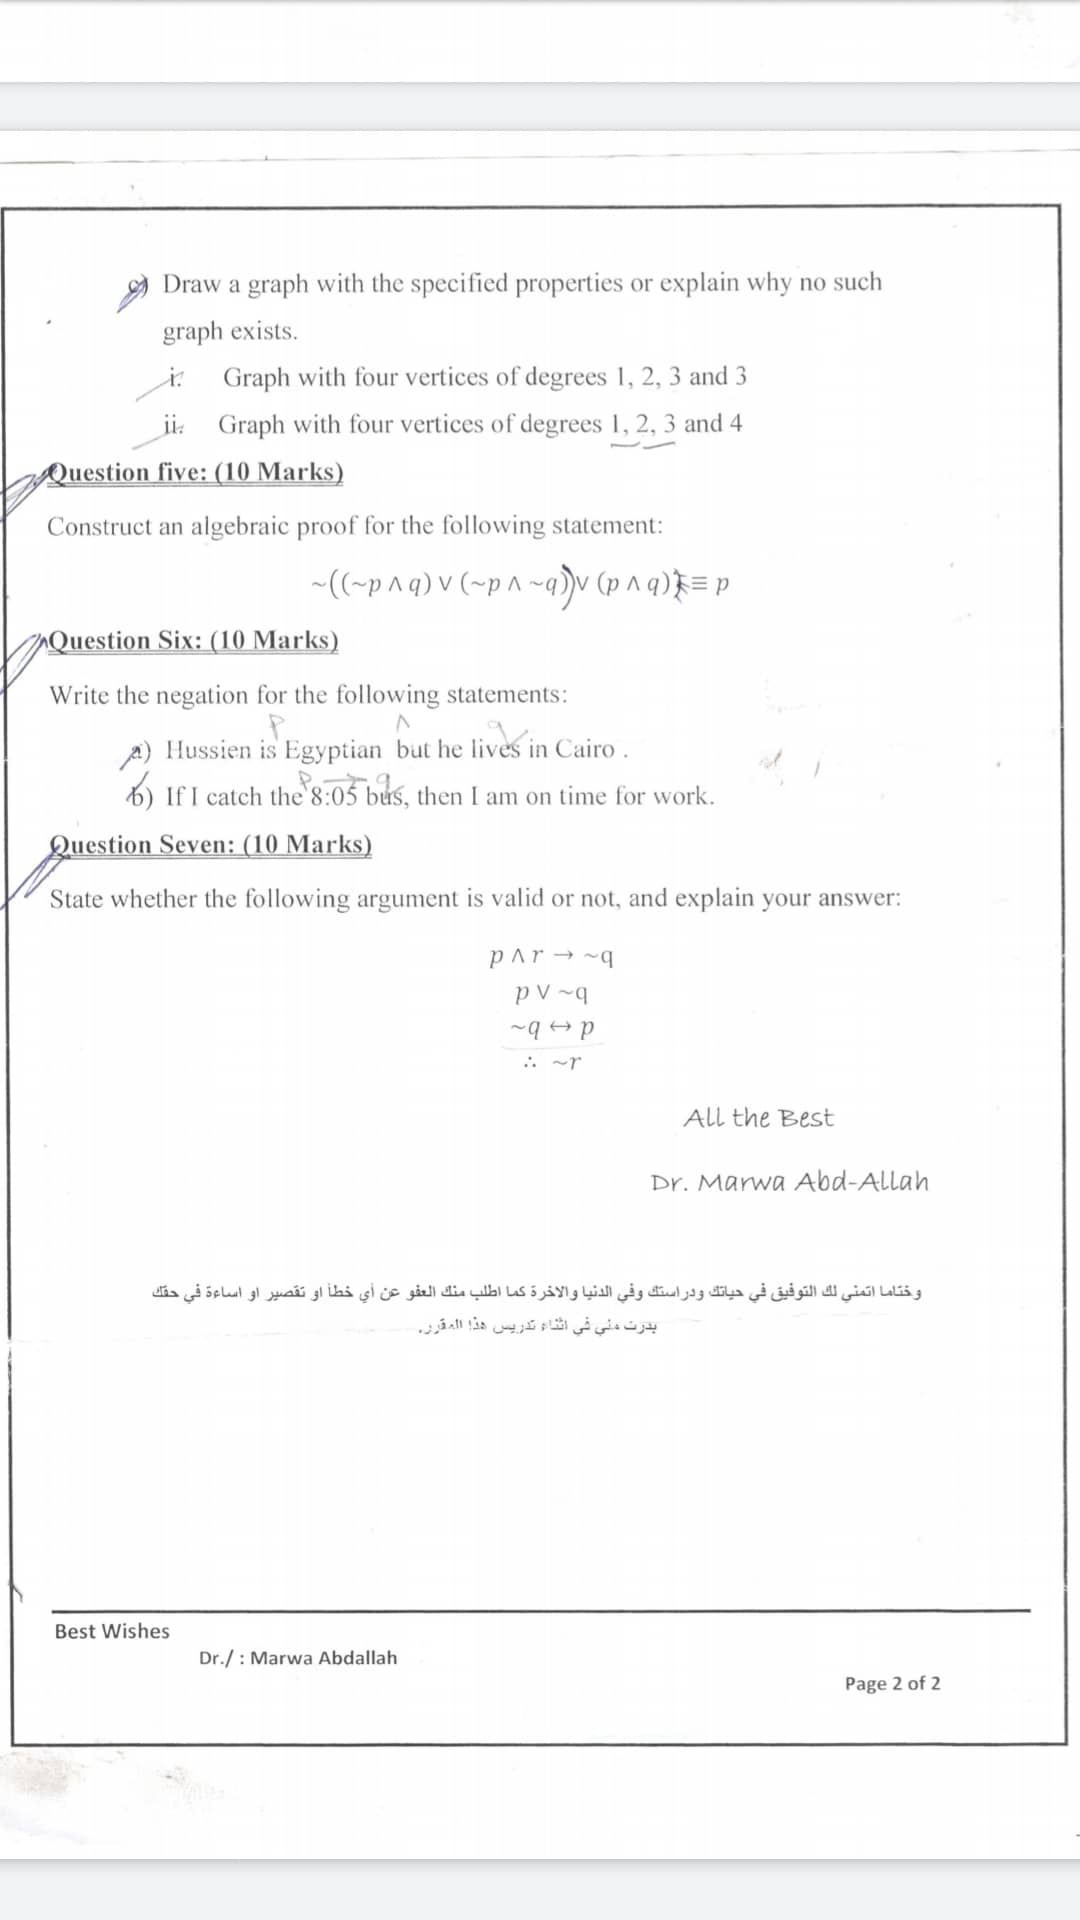 c) Draw a graph with the specified properties or explain why no such
graph exists.
i. Graph with four vertices of degrees 1, 2, 3 and 3
ii. Graph with four vertices of degrees 1, 2, 3 and 4
Question five: (10 Marks)
Construct an algebraic proof for the following statement:
~((~p ∧ q) ∨ (~p ∧ ~q)) ∨ (p ∧ q) ≡ p
Question Six: (10 Marks)
Write the negation for the following statements:
P ∧ q
a) Hussien is Egyptian but he lives in Cairo .
P → q
b) If I catch the 8:05 bus, then I am on time for work.
Question Seven: (10 Marks)
State whether the following argument is valid or not, and explain your answer:
p ∧ r → ~q
p ∨ ~q
~q ↔ p
∴ ~r
All the Best
Dr. Marwa Abd-Allah
وختاما اتمني لك التوفيق في حياتك ودراستك وفي الدنيا والاخرة كما اطلب منك العفو عن أي خطأ او تقصير او اساءة في حقك
بدرت مني في اثناء تدريس هذا المقرر.
Best Wishes
Dr./ : Marwa Abdallah
Page 2 of 2